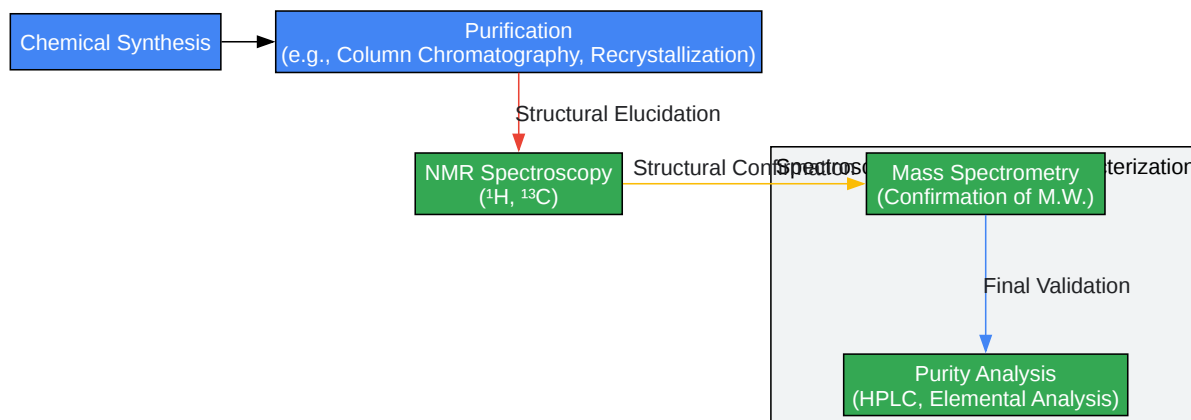 Chemical Synthesis
Purification
(e.g., Column Chromatography, Recrystallization)
Structural Elucidation
NMR Spectroscopy
(¹H, ¹³C)
Structural Confirmation
Mass Spectrometry
(Confirmation of M.W.)
Final Validation
Purity Analysis
(HPLC, Elemental Analysis)